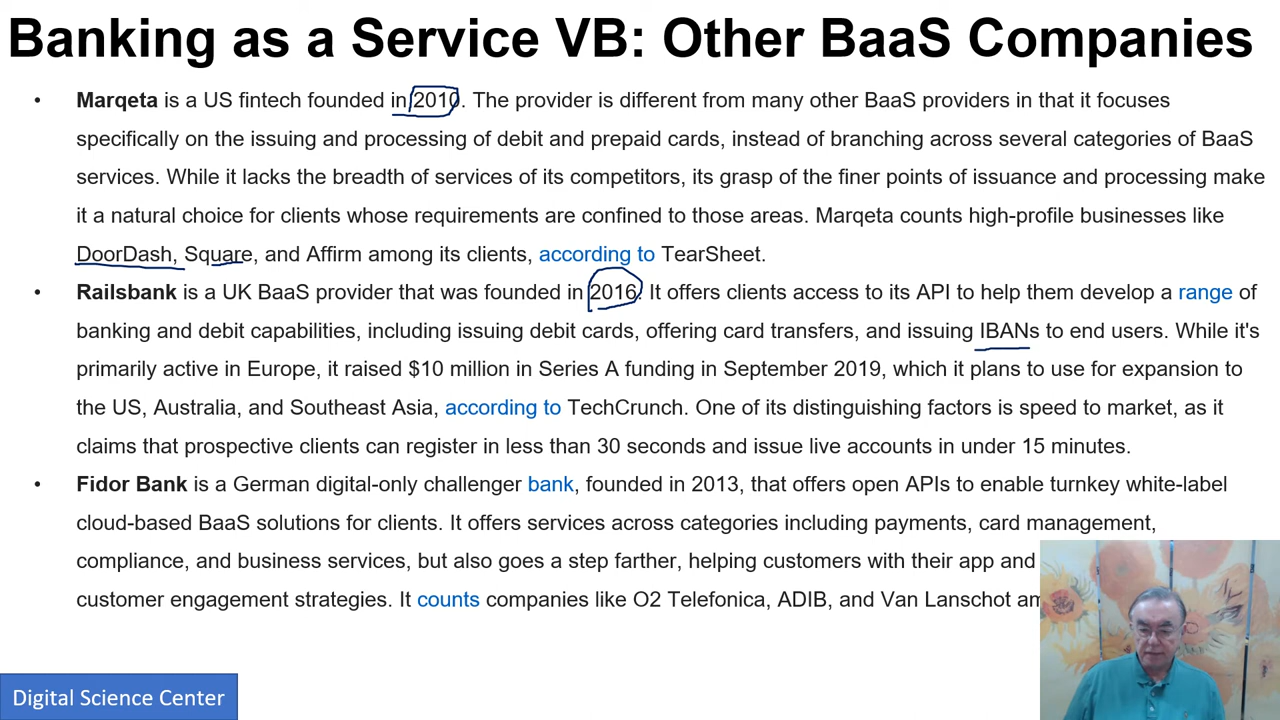 Banking as a Service VB: Other BaaS Companies
• Marqeta is a US fintech founded in 2010. The provider is different from many other BaaS providers in that it focuses
specifically on the issuing and processing of debit and prepaid cards, instead of branching across several categories of BaaS
services. While it lacks the breadth of services of its competitors, its grasp of the finer points of issuance and processing make
it a natural choice for clients whose requirements are confined to those areas. Marqeta counts high-profile businesses like
DoorDash, Square, and Affirm among its clients, according to TearSheet.
• Railsbank is a UK BaaS provider that was founded in 2016. It offers clients access to its API to help them develop a range of
banking and debit capabilities, including issuing debit cards, offering card transfers, and issuing IBANs to end users. While it's
primarily active in Europe, it raised $10 million in Series A funding in September 2019, which it plans to use for expansion to
the US, Australia, and Southeast Asia, according to TechCrunch. One of its distinguishing factors is speed to market, as it
claims that prospective clients can register in less than 30 seconds and issue live accounts in under 15 minutes.
• Fidor Bank is a German digital-only challenger bank, founded in 2013, that offers open APIs to enable turnkey white-label
cloud-based BaaS solutions for clients. It offers services across categories including payments, card management,
compliance, and business services, but also goes a step farther, helping customers with their app and
customer engagement strategies. It counts companies like O2 Telefonica, ADIB, and Van Lanschot
Digital Science Center